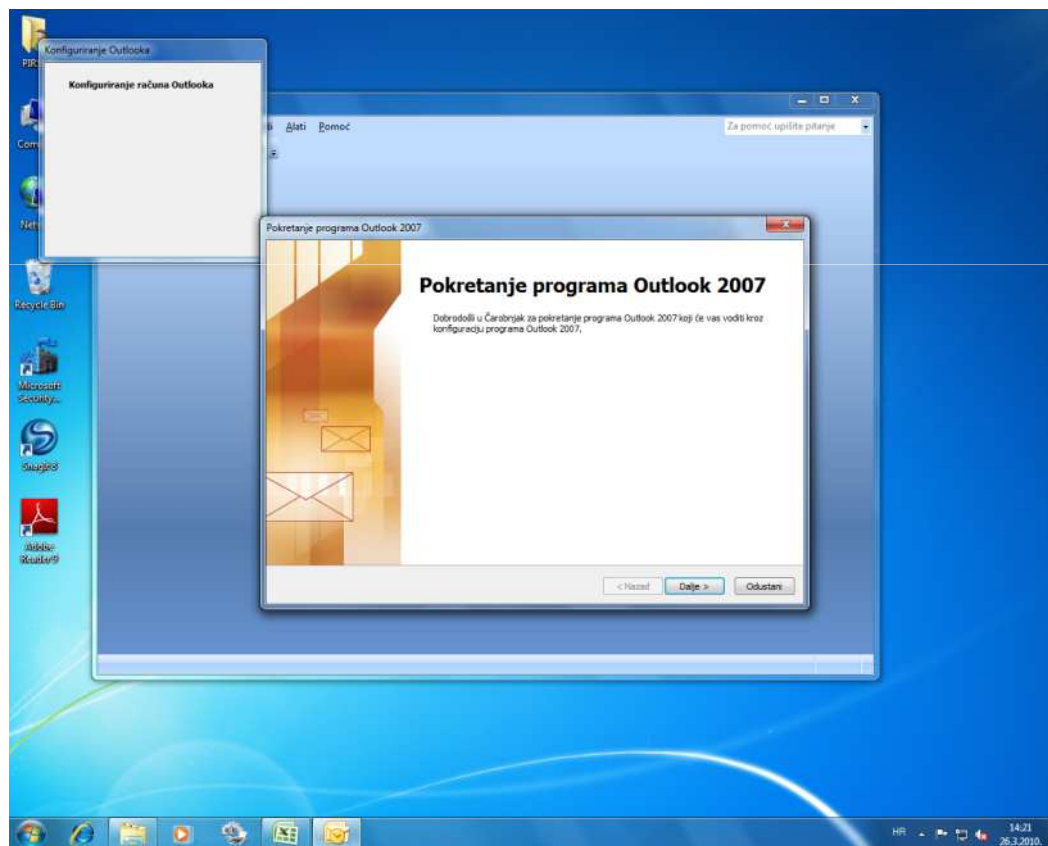 Konfiguriranje Outlooka
Konfiguriranje računa Outlooka
Alati Pomoć
Za pomoć upišite pitanje
Pokretanje programa Outlook 2007
Pokretanje programa Outlook 2007
Dobrodošli u Čarobnjak za pokretanje programa Outlook 2007 koji će vas voditi kroz
konfiguraciju programa Outlook 2007.
< Nazad
Dalje >
Odustani
Recycle Bin
Microsoft
Security...
Snagit 8
Adobe
Reader 9
HR
14:21
26.3.2010.